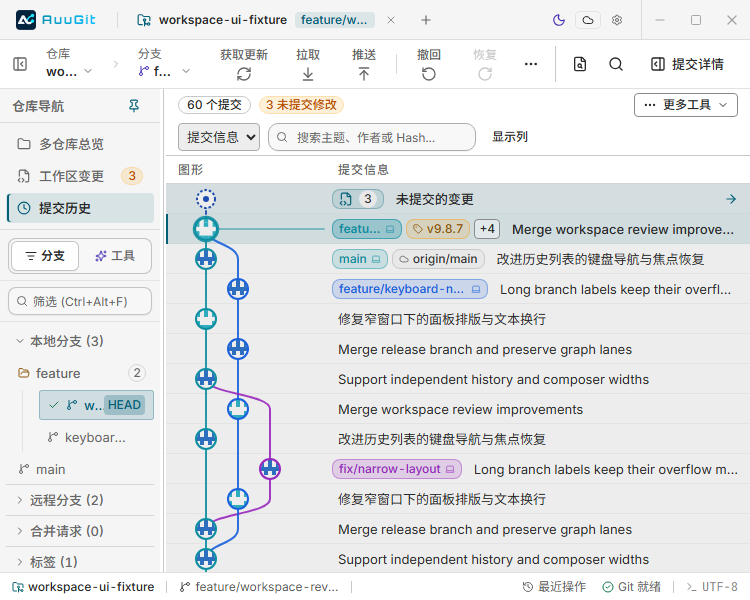 AuuGit
workspace-ui-fixture feature/w...
仓库 wo...
分支 f...
获取更新 拉取 推送 撤回 恢复 ... 提交详情
仓库导航
多仓库总览
工作区变更 3
提交历史
分支 工具
筛选 (Ctrl+Alt+F)
本地分支 (3)
feature 2
w... HEAD
keyboar...
main
远程分支 (2)
合并请求 (0)
标签 (1)
60 个提交 3 未提交修改 ... 更多工具
提交信息 搜索主题、作者或 Hash... 显示列
图形 提交信息
3 未提交的变更
featu... v9.8.7 +4 Merge workspace review improve...
main origin/main 改进历史列表的键盘导航与焦点恢复
feature/keyboard-n... Long branch labels keep their overfl...
修复窄窗口下的面板排版与文本换行
Merge release branch and preserve graph lanes
Support independent history and composer widths
Merge workspace review improvements
改进历史列表的键盘导航与焦点恢复
fix/narrow-layout Long branch labels keep their overflow m...
修复窄窗口下的面板排版与文本换行
Merge release branch and preserve graph lanes
Support independent history and composer widths
workspace-ui-fixture feature/workspace-rev... 最近操作 Git 就绪 UTF-8